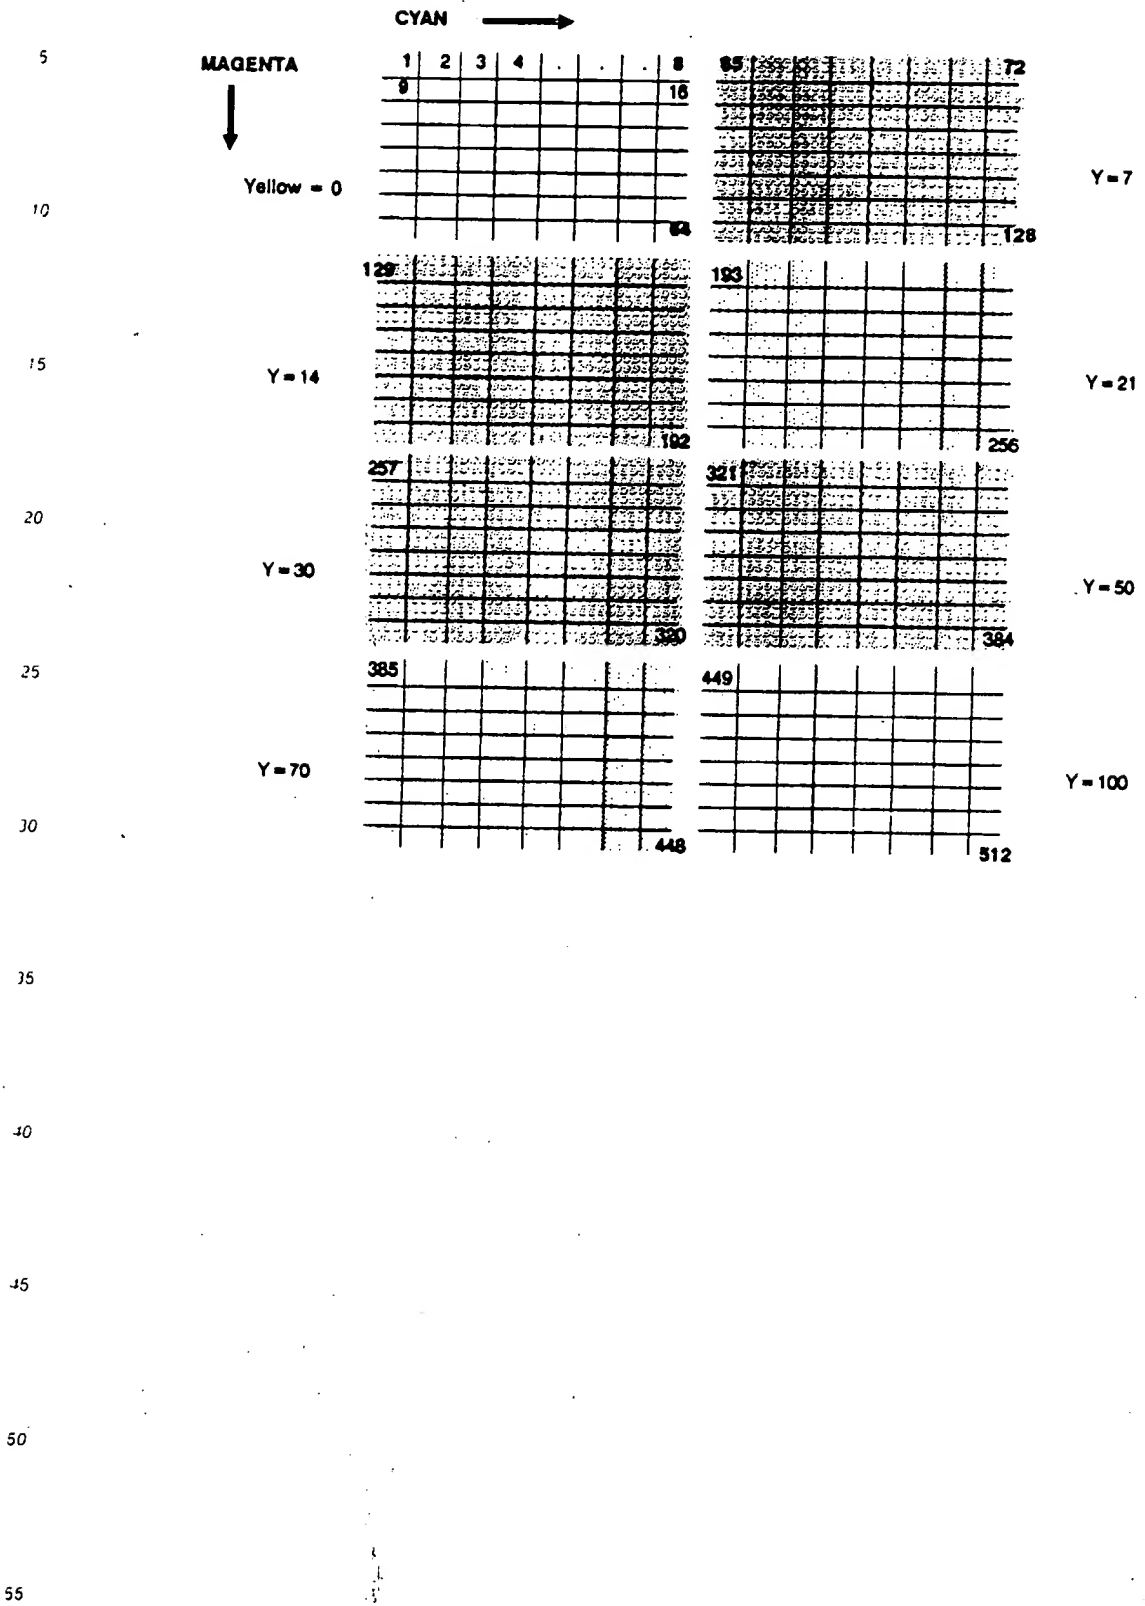 CYAN
5
MAGENTA
1 2 3 4 . . . 8
65 72
9 16
Yellow = 0
Y = 7
10
64
128
129
193
15
Y = 14
Y = 21
192
256
257
321
20
Y = 30
Y = 50
320
384
25
385
449
Y = 70
Y = 100
30
448
512
35
40
45
50
55